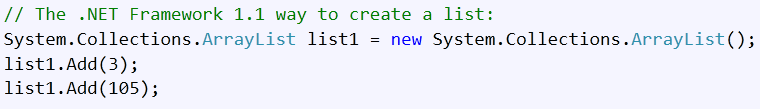 // The .NET Framework 1.1 way to create a list:
System.Collections.ArrayList list1 = new System.Collections.ArrayList();
list1.Add(3);
list1.Add(105);